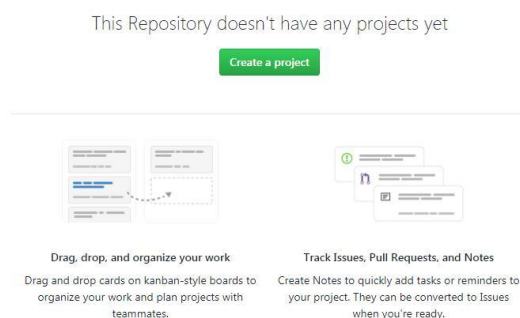 This Repository doesn't have any projects yet
Create a project
Drag, drop, and organize your work
Drag and drop cards on kanban-style boards to
organize your work and plan projects with
teammates.
Track Issues, Pull Requests, and Notes
Create Notes to quickly add tasks or reminders to
your project. They can be converted to Issues
when you're ready.